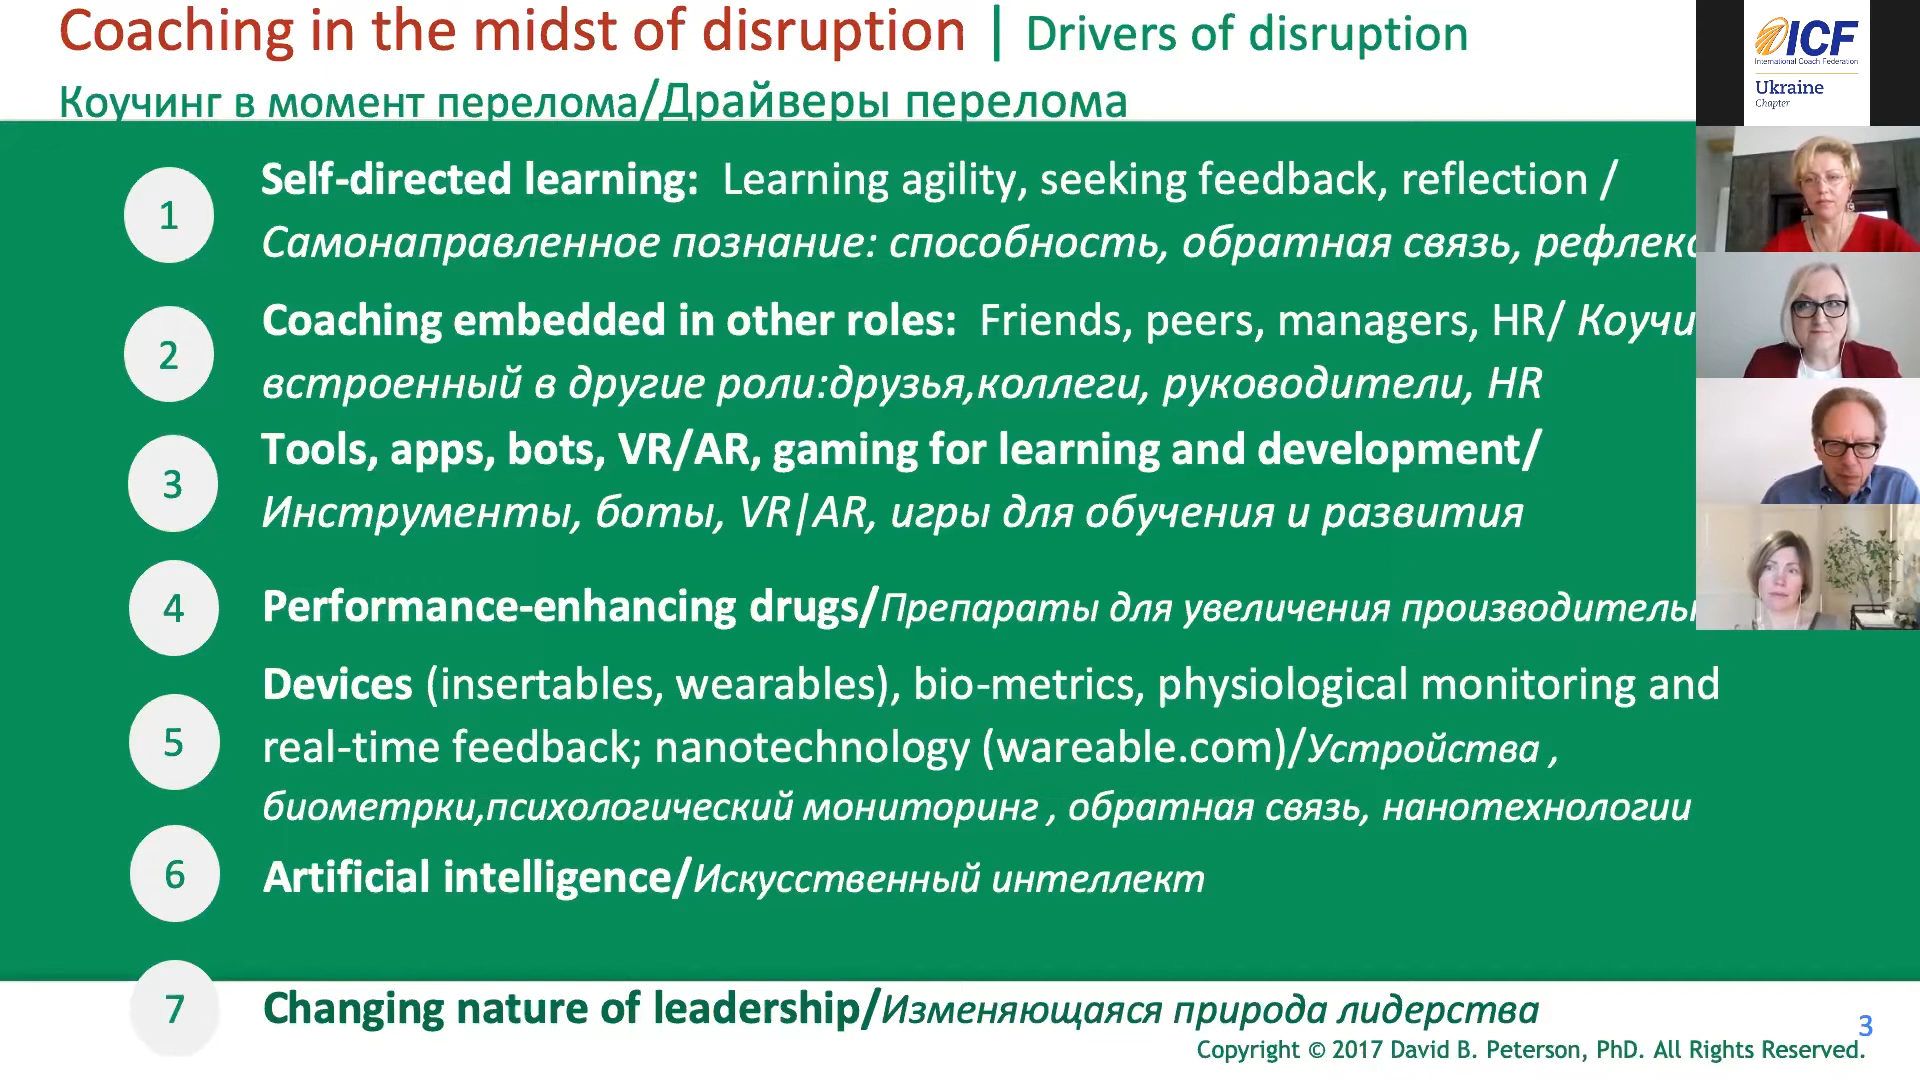 Coaching in the midst of disruption | Drivers of disruption
Коучинг в момент перелома/Драйверы перелома
ICF
International Coach Federation
Ukraine
Chapter
1
Self-directed learning: Learning agility, seeking feedback, reflection /
Самонаправленное познание: способность, обратная связь, рефлекс
2
Coaching embedded in other roles: Friends, peers, managers, HR/ Коучи
встроенный в другие роли:друзья,коллеги, руководители, HR
3
Tools, apps, bots, VR/AR, gaming for learning and development/
Инструменты, боты, VR|AR, игры для обучения и развития
4
Performance-enhancing drugs/Препараты для увеличения производительн
5
Devices (insertables, wearables), bio-metrics, physiological monitoring and
real-time feedback; nanotechnology (wareable.com)/Устройства ,
биометрки,психологический мониторинг , обратная связь, нанотехнологии
6
Artificial intelligence/Искусственный интеллект
7
Changing nature of leadership/Изменяющаяся природа лидерства
3
Copyright © 2017 David B. Peterson, PhD. All Rights Reserved.